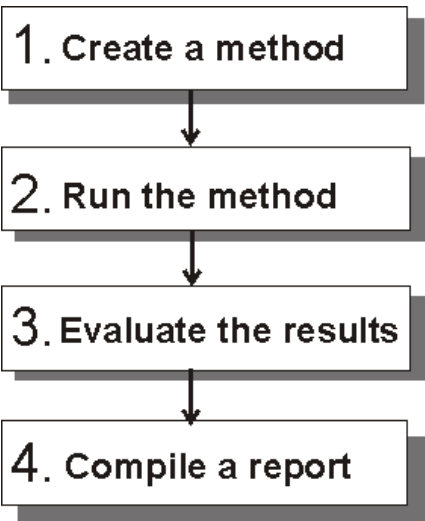 1. Create a method
2. Run the method
3. Evaluate the results
4. Compile a report